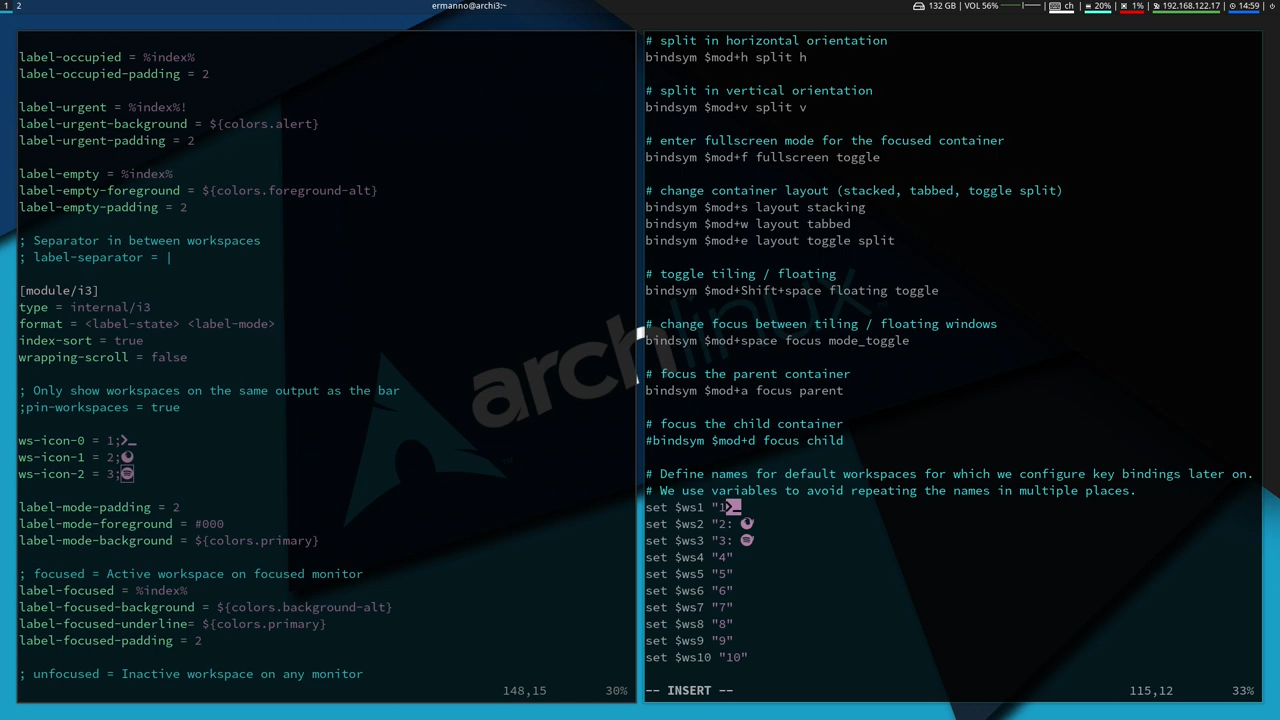 1 2 ermanno@archi3:~ 132 GB | VOL 56% | ch | 20% | 1% | 192.168.122.17 | 14:59
label-occupied = %index%
label-occupied-padding = 2
label-urgent = %index%!
label-urgent-background = ${colors.alert}
label-urgent-padding = 2
label-empty = %index%
label-empty-foreground = ${colors.foreground-alt}
label-empty-padding = 2
; Separator in between workspaces
; label-separator = |
[module/i3]
type = internal/i3
format = <label-state> <label-mode>
index-sort = true
wrapping-scroll = false
; Only show workspaces on the same output as the bar
;pin-workspaces = true
ws-icon-0 = 1;
ws-icon-1 = 2;
ws-icon-2 = 3;
label-mode-padding = 2
label-mode-foreground = #000
label-mode-background = ${colors.primary}
; focused = Active workspace on focused monitor
label-focused = %index%
label-focused-background = ${colors.background-alt}
label-focused-underline= ${colors.primary}
label-focused-padding = 2
; unfocused = Inactive workspace on any monitor
148,15 30%
# split in horizontal orientation
bindsym $mod+h split h
# split in vertical orientation
bindsym $mod+v split v
# enter fullscreen mode for the focused container
bindsym $mod+f fullscreen toggle
# change container layout (stacked, tabbed, toggle split)
bindsym $mod+s layout stacking
bindsym $mod+w layout tabbed
bindsym $mod+e layout toggle split
# toggle tiling / floating
bindsym $mod+Shift+space floating toggle
# change focus between tiling / floating windows
bindsym $mod+space focus mode_toggle
# focus the parent container
bindsym $mod+a focus parent
# focus the child container
#bindsym $mod+d focus child
# Define names for default workspaces for which we configure key bindings later on.
# We use variables to avoid repeating the names in multiple places.
set $ws1 "1
set $ws2 "2:
set $ws3 "3:
set $ws4 "4"
set $ws5 "5"
set $ws6 "6"
set $ws7 "7"
set $ws8 "8"
set $ws9 "9"
set $ws10 "10"
-- INSERT -- 115,12 33%
archlinux